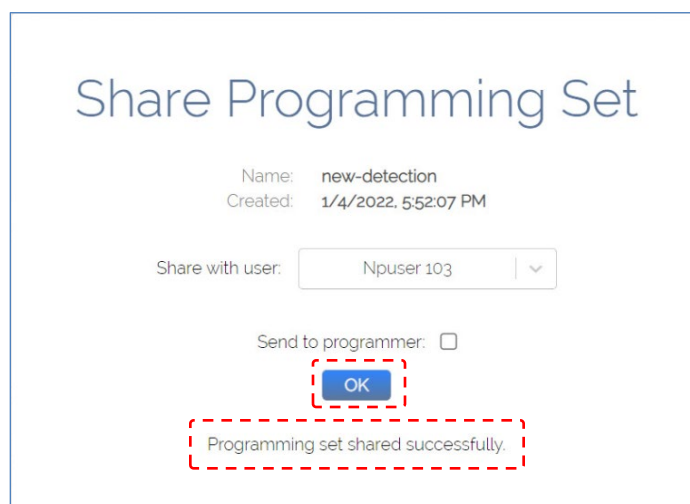 Share Programming Set
Name: new-detection
Created: 1/4/2022, 5:52:07 PM
Share with user: Npuser 103
Send to programmer:
OK
Programming set shared successfully.